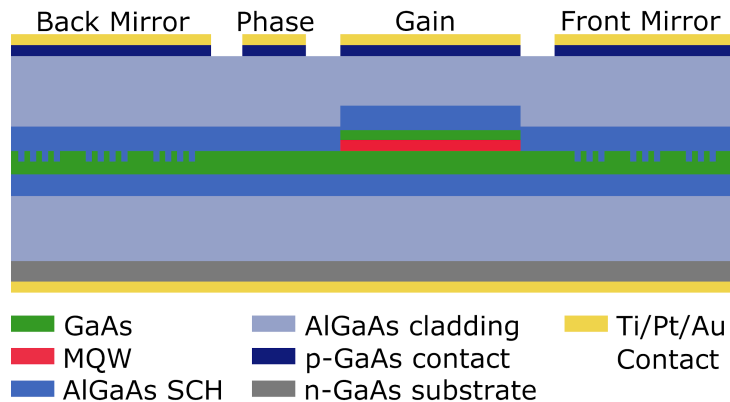 Back Mirror Phase Gain Front Mirror
GaAs AlGaAs cladding Ti/Pt/Au
MQW p-GaAs contact Contact
AlGaAs SCH n-GaAs substrate